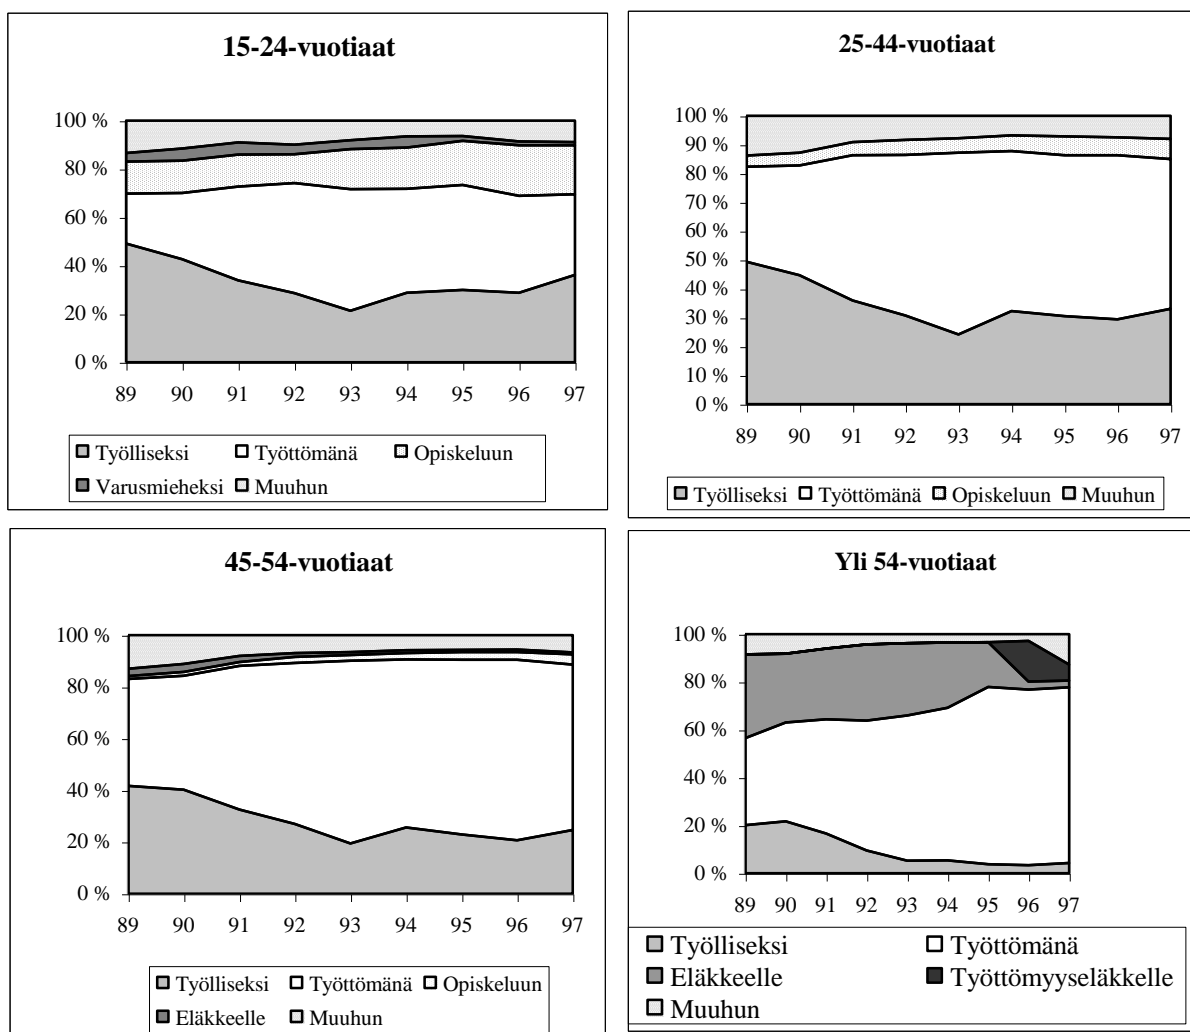 15-24-vuotiaat
100 %
80 %
60 %
40 %
20 %
0 %
89 90 91 92 93 94 95 96 97
Työlliseksi Työttömänä Opiskeluun
Varusmieheksi Muuhun
25-44-vuotiaat
100 %
90 %
80 %
70 %
60 %
50 %
40 %
30 %
20 %
10 %
0 %
89 90 91 92 93 94 95 96 97
Työlliseksi Työttömänä Opiskeluun Muuhun
45-54-vuotiaat
100 %
80 %
60 %
40 %
20 %
0 %
89 90 91 92 93 94 95 96 97
Työlliseksi Työttömänä Opiskeluun
Eläkkeelle Muuhun
Yli 54-vuotiaat
100 %
80 %
60 %
40 %
20 %
0 %
89 90 91 92 93 94 95 96 97
Työlliseksi Työttömänä
Eläkkeelle Työttömyyseläkkelle
Muuhun